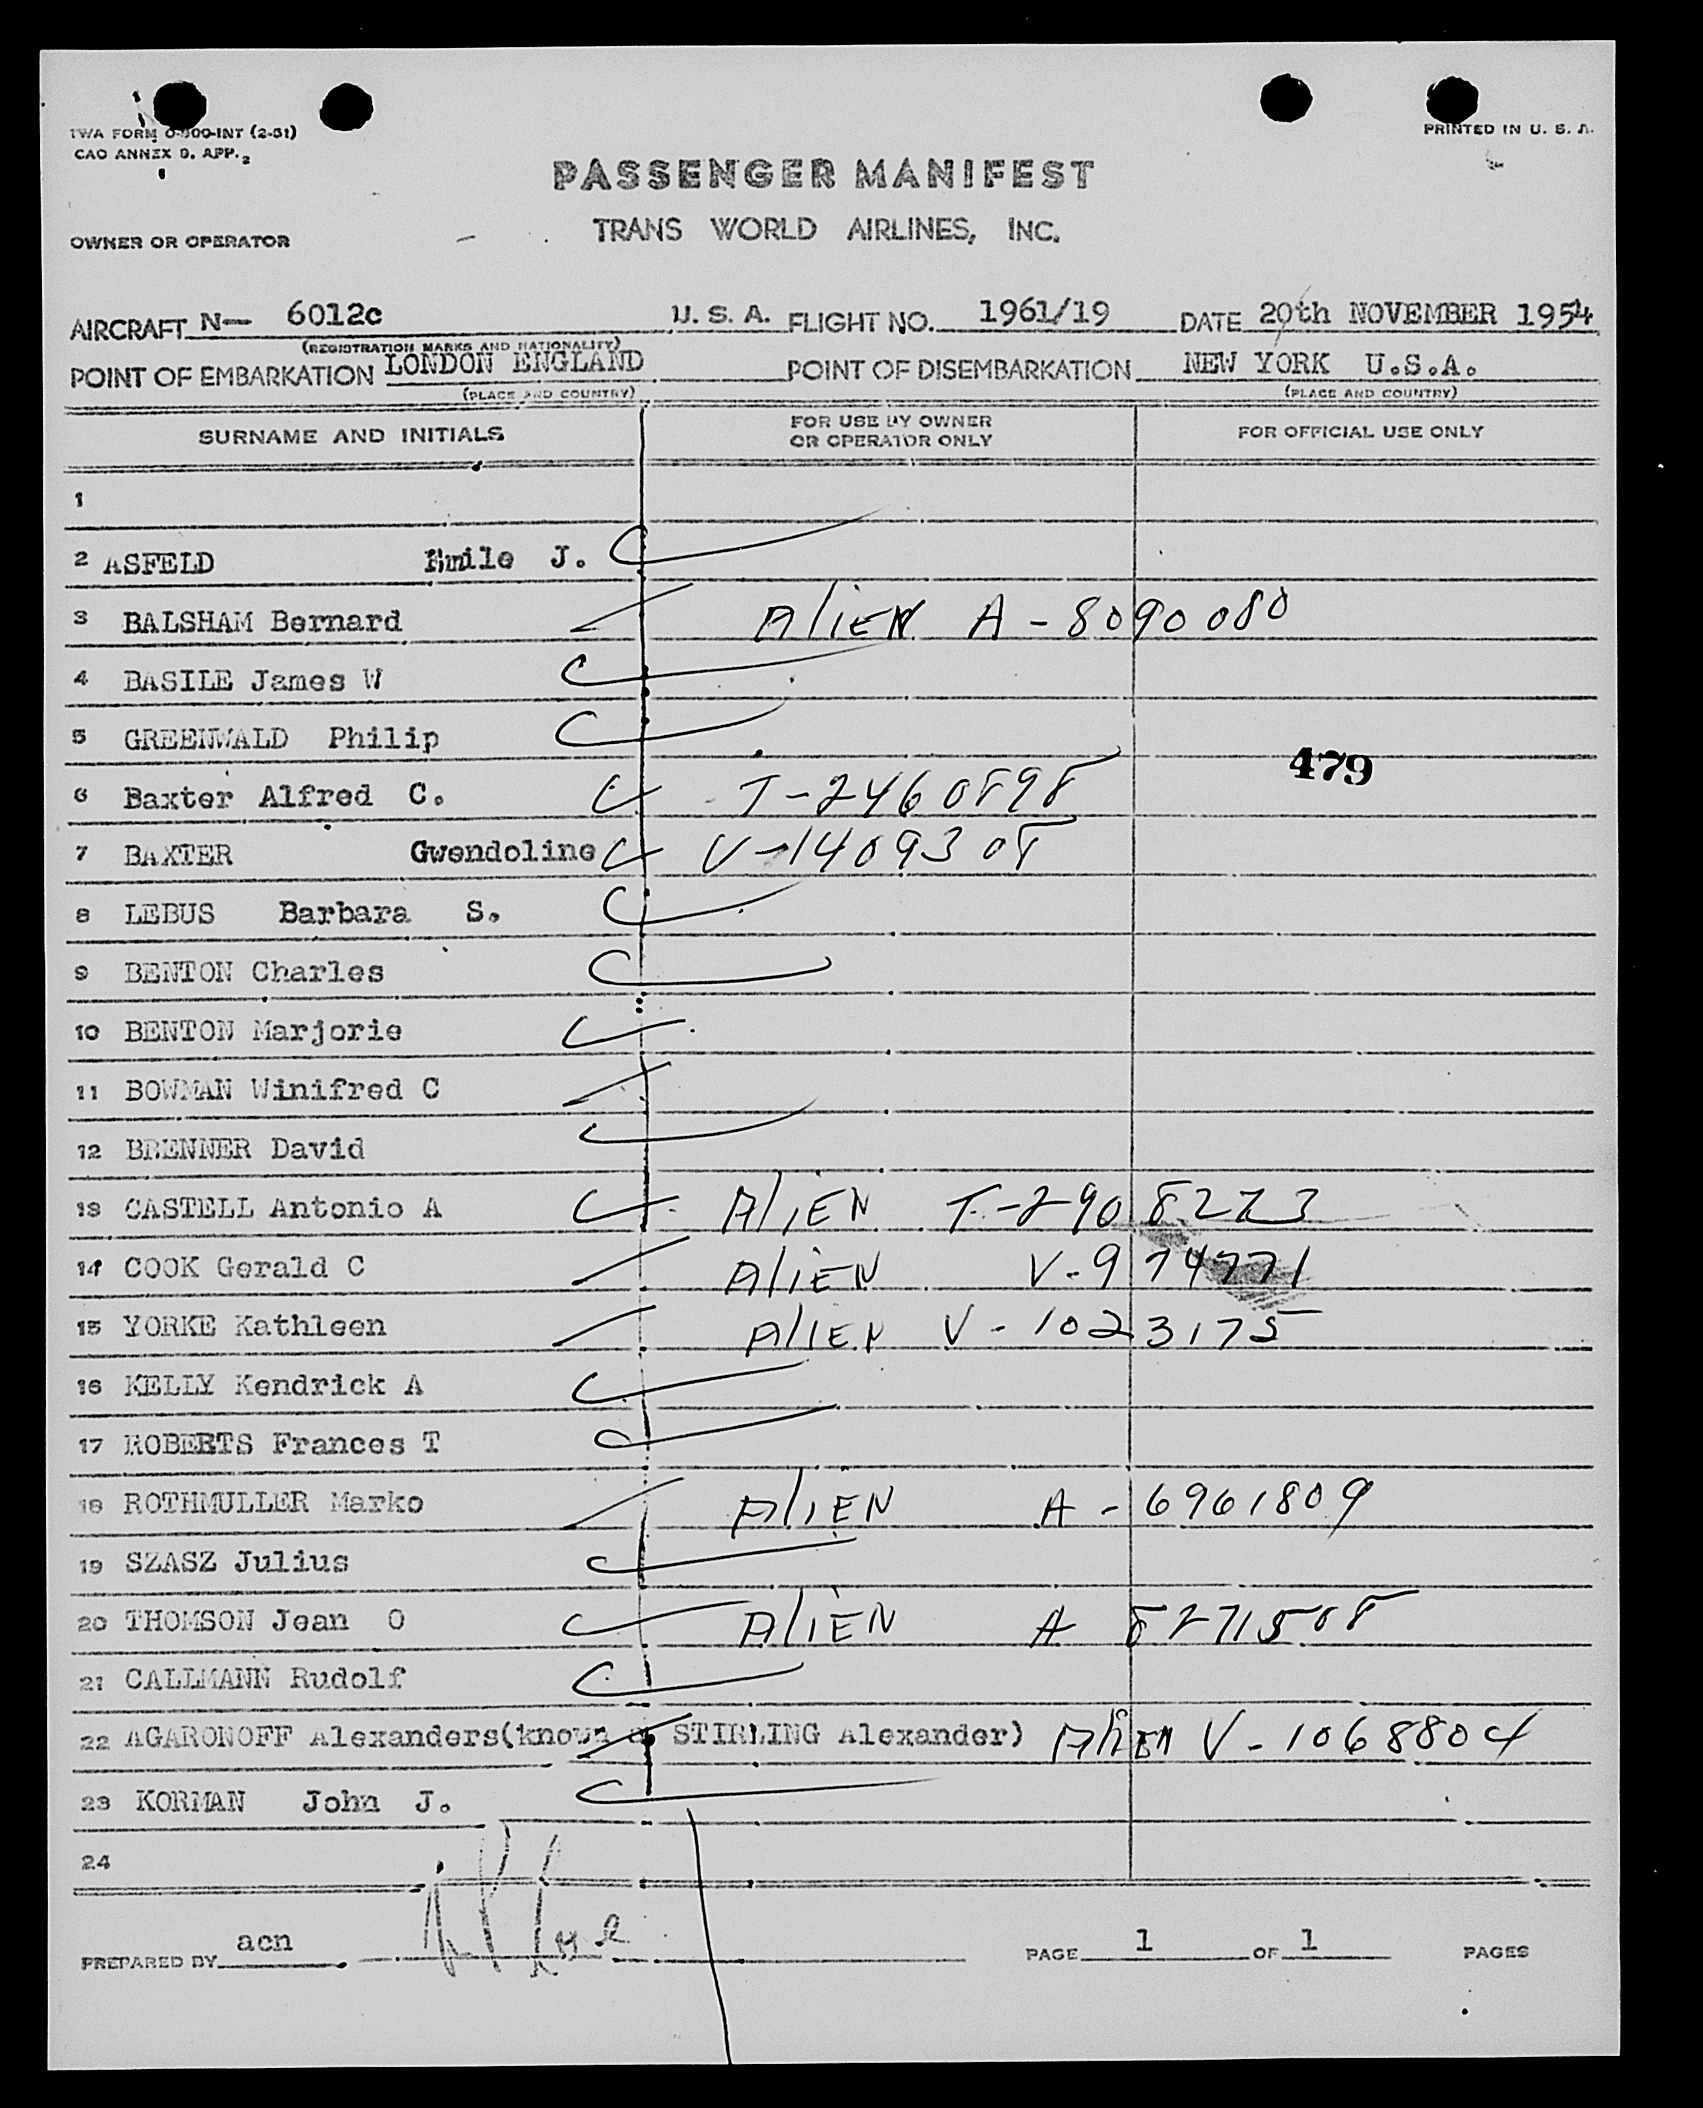 TWA FORM O-300-INT (2-51)
CAO ANNEX 9. APP. 2
PRINTED IN U. S. A.
PASSENGER MANIFEST
OWNER OR OPERATOR
TRANS WORLD AIRLINES, INC.
AIRCRAFT N— 6012c U. S. A. FLIGHT NO. 1961/19 DATE 20th NOVEMBER 1954
(REGISTRATION MARKS AND NATIONALITY)
POINT OF EMBARKATION LONDON ENGLAND POINT OF DISEMBARKATION NEW YORK U.S.A.
(PLACE AND COUNTRY) (PLACE AND COUNTRY)
SURNAME AND INITIALS FOR USE BY OWNER OR OPERATOR ONLY FOR OFFICIAL USE ONLY
1
2 ASFELD Emile J.
3 BALSHAM Bernard ALIEN A-8090080
4 BASILE James W
5 GREENWALD Philip
479
6 Baxter Alfred C. T-2460898
7 BAXTER Gwendoline V-1409308
8 LEBUS Barbara S.
9 BENTON Charles
10 BENTON Marjorie
11 BOWMAN Winifred C
12 BRENNER David
13 CASTELL Antonio A ALIEN T-2908223
14 COOK Gerald C ALIEN V-974771
15 YORKE Kathleen ALIEN V-1023175
16 KELLY Kendrick A
17 ROBERTS Frances T
18 ROTHMULLER Marko ALIEN A-6961809
19 SZASZ Julius
20 THOMSON Jean O ALIEN A 8271508
21 CALLMANN Rudolf
22 AGARONOFF Alexanders(known as STIRLING Alexander) ALIEN V-1068804
23 KORMAN John J.
24
PREPARED BY acn PAGE 1 OF 1 PAGES